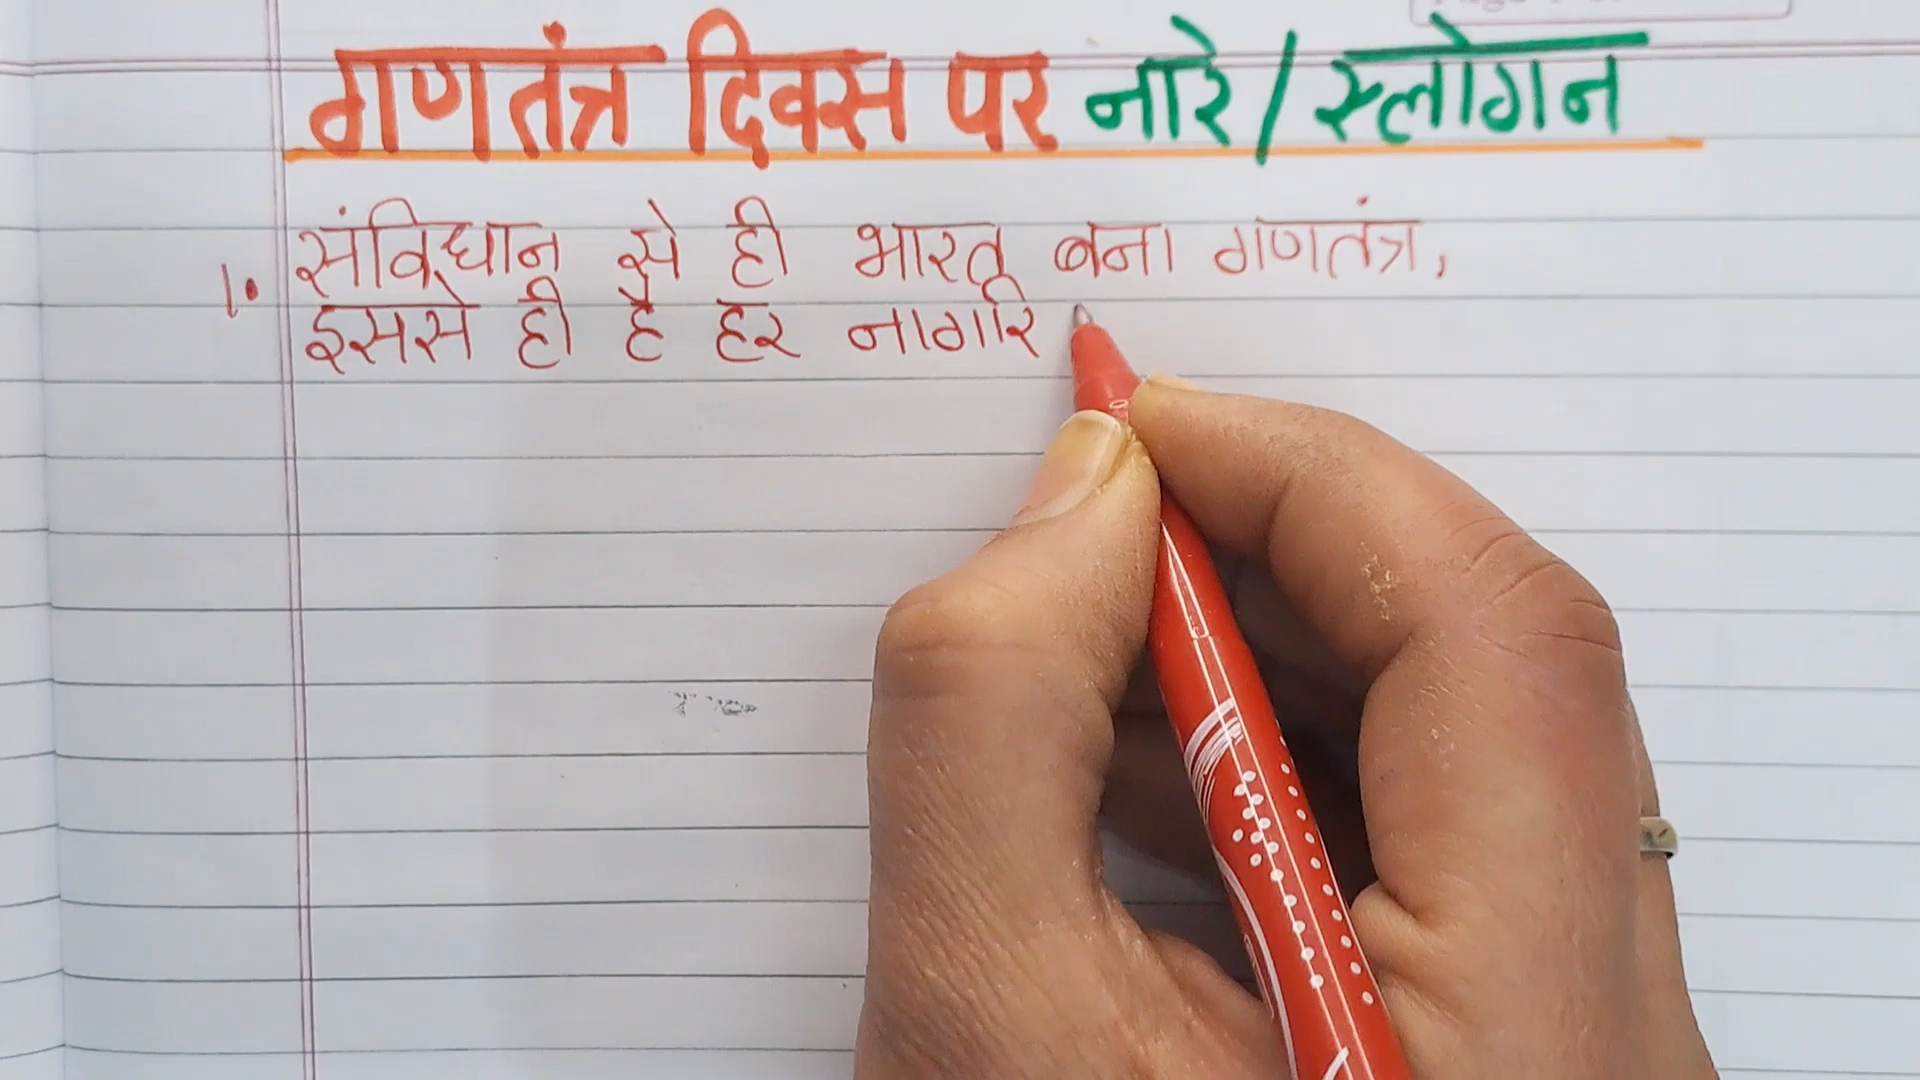 गणतंत्र दिवस पर नारे / स्लोगन
1. संविधान से ही भारत बना गणतंत्र,
इससे ही है हर नागरि